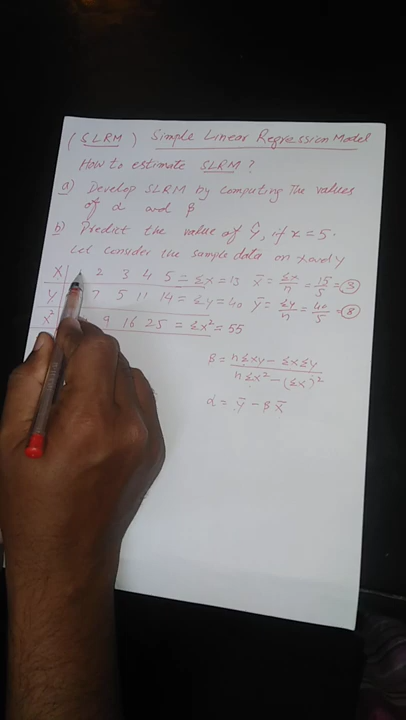 (SLRM) Simple Linear Regression Model
How to estimate SLRM?
a) Develop SLRM by computing the values
of α and β
b) Predict the value of Ŷ, if x = 5.
Let consider the sample data on x and y
X 2 3 4 5 = Σx = 13 x̄ = Σx/n = 15/5 = 3
Y 7 5 11 14 = Σy = 40 ȳ = Σy/n = 40/5 = 8
X² 9 16 25 = Σx² = 55
β = nΣxy - ΣxΣy / nΣx² - (Σx)²
α = ȳ - βx̄